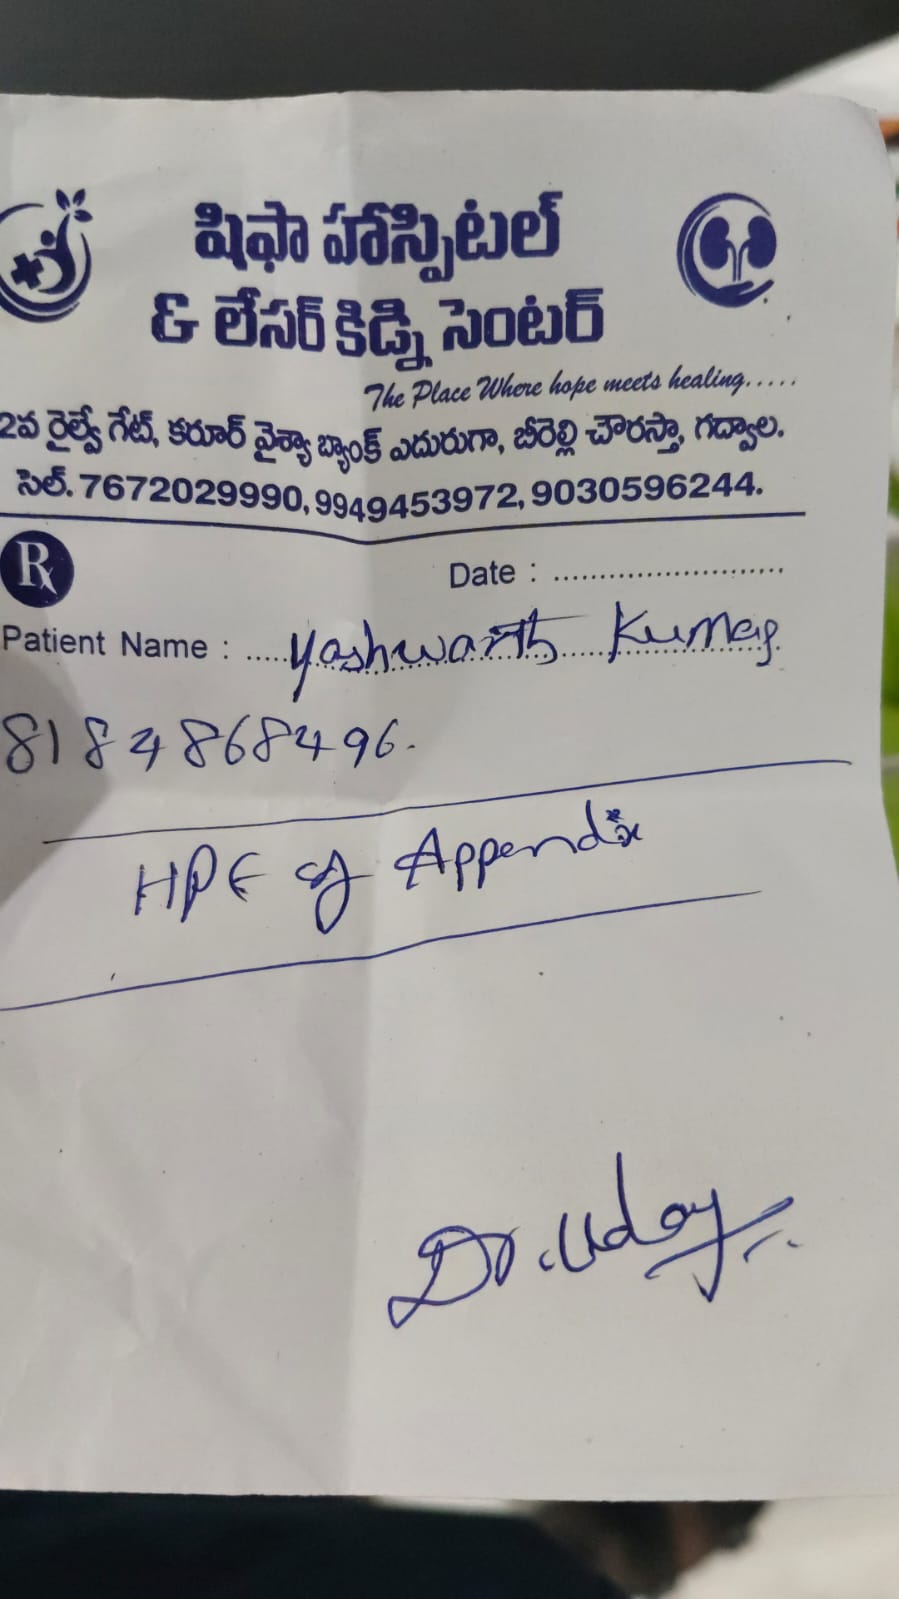 షిఫా హాస్పిటల్
& లేసర్ కిడ్ని సెంటర్
The Place Where hope meets healing.....
2వ రైల్వే గేట్, కరూర్ వైశ్యా బ్యాంక్ ఎదురుగా, బీరెల్లి చౌరస్తా, గద్వాల.
సెల్. 7672029990, 9949453972, 9030596244.
Rx
Date : ..........................
Patient Name : ..... Yashwanth Kumar
8184868496.
HPE of Appendix
Dr. Uday